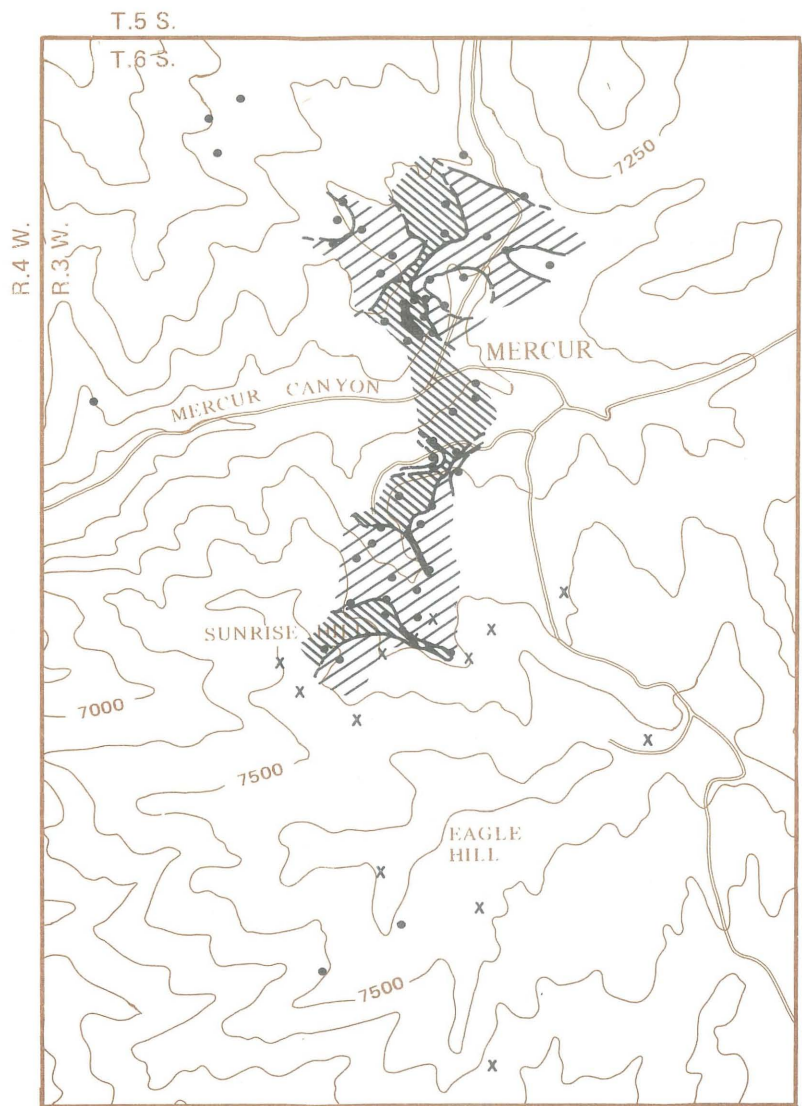 T.5 S.
T.6 S.
R.4 W.
R.3 W.
7250
MERCUR
MERCUR CANYON
SUNRISE HILL
7000
7500
EAGLE
HILL
7500
X
X
X
X
X
X
X
X
X
X
X
X